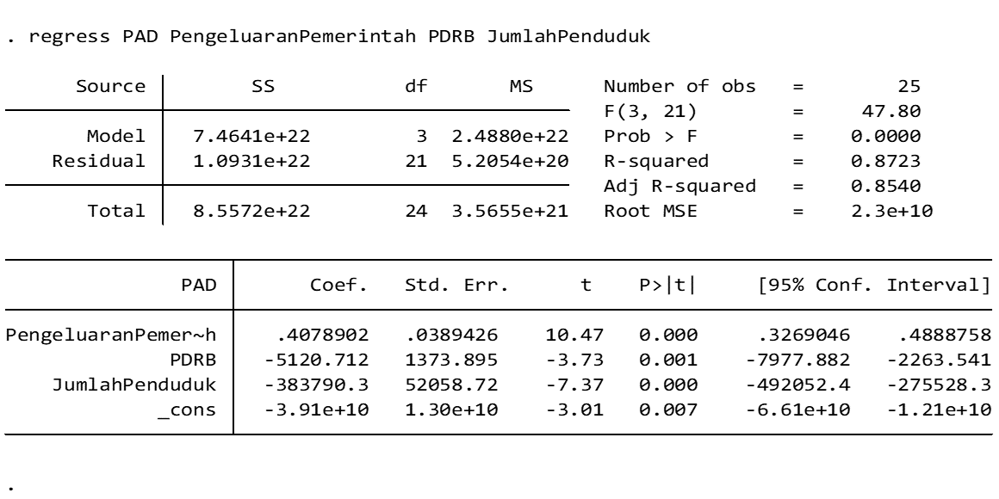 . regress PAD PengeluaranPemerintah PDRB JumlahPenduduk
Source SS df MS Number of obs = 25
F(3, 21) = 47.80
Model 7.4641e+22 3 2.4880e+22 Prob > F = 0.0000
Residual 1.0931e+22 21 5.2054e+20 R-squared = 0.8723
Adj R-squared = 0.8540
Total 8.5572e+22 24 3.5655e+21 Root MSE = 2.3e+10
PAD Coef. Std. Err. t P>|t| [95% Conf. Interval]
PengeluaranPemer~h .4078902 .0389426 10.47 0.000 .3269046 .4888758
PDRB -5120.712 1373.895 -3.73 0.001 -7977.882 -2263.541
JumlahPenduduk -383790.3 52058.72 -7.37 0.000 -492052.4 -275528.3
_cons -3.91e+10 1.30e+10 -3.01 0.007 -6.61e+10 -1.21e+10
.